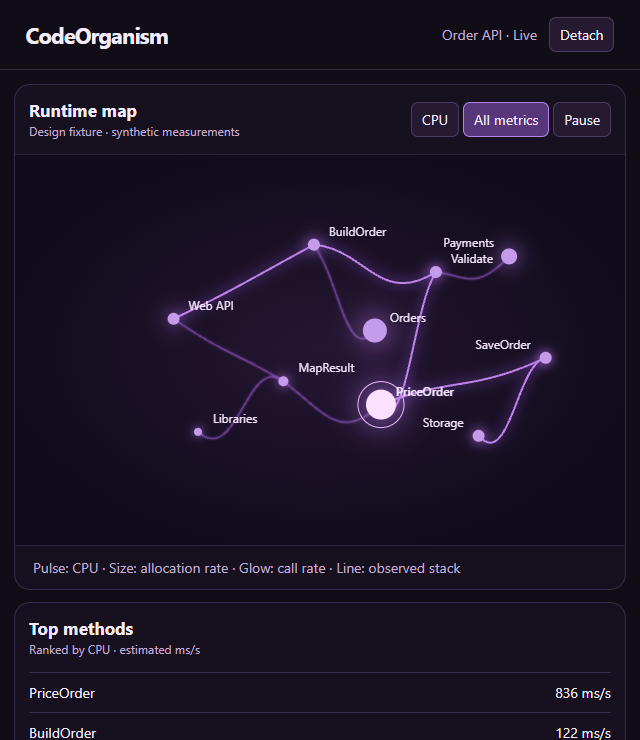 CodeOrganism
Order API · Live
Detach
Runtime map
Design fixture · synthetic measurements
CPU
All metrics
Pause
BuildOrder
Payments
Validate
Web API
Orders
SaveOrder
MapResult
PriceOrder
Libraries
Storage
Pulse: CPU · Size: allocation rate · Glow: call rate · Line: observed stack
Top methods
Ranked by CPU · estimated ms/s
PriceOrder 836 ms/s
BuildOrder 122 ms/s